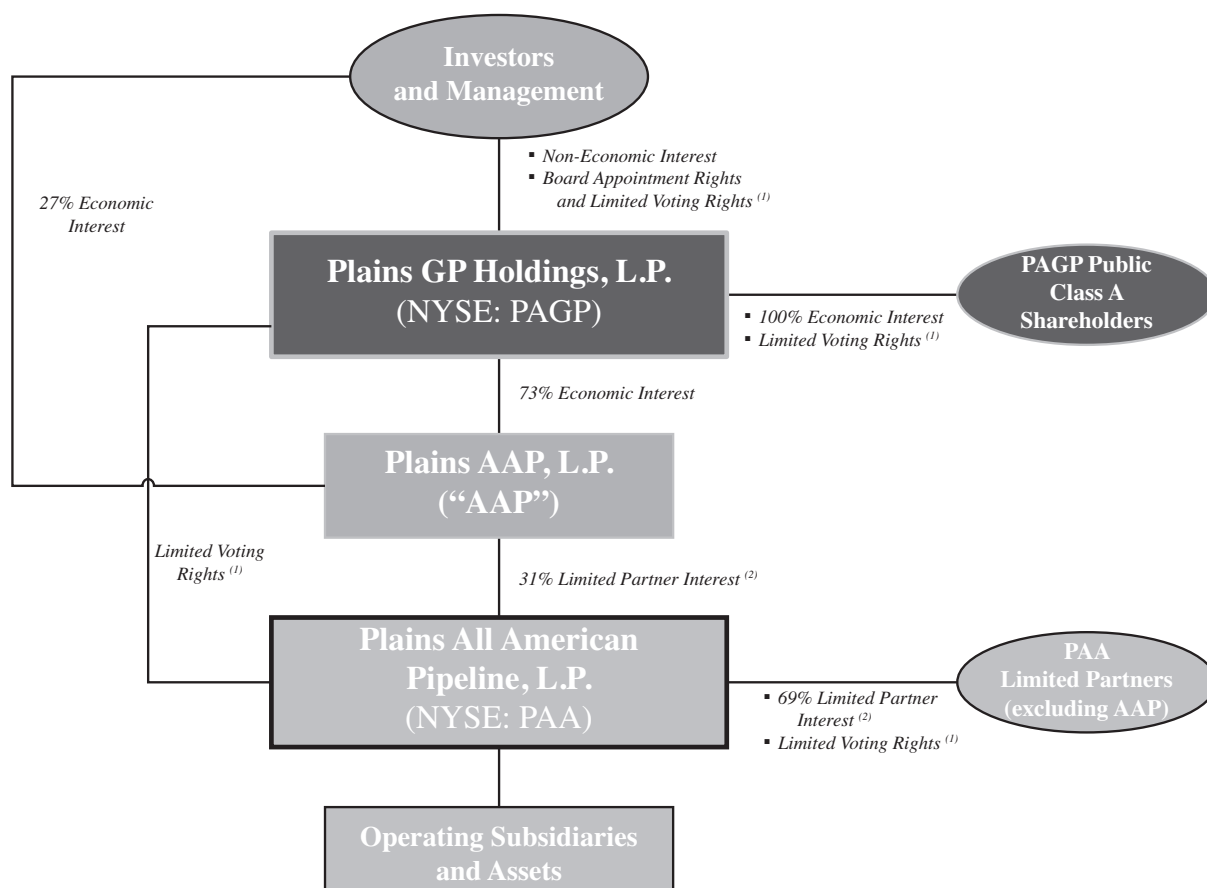 Investors
and Management
▪ Non-Economic Interest
▪ Board Appointment Rights
and Limited Voting Rights (1)
27% Economic
Interest
Plains GP Holdings, L.P.
(NYSE: PAGP)
PAGP Public
Class A
Shareholders
▪ 100% Economic Interest
▪ Limited Voting Rights (1)
73% Economic Interest
Plains AAP, L.P.
(“AAP”)
Limited Voting
Rights (1)
31% Limited Partner Interest (2)
Plains All American
Pipeline, L.P.
(NYSE: PAA)
PAA
Limited Partners
(excluding AAP)
▪ 69% Limited Partner
Interest (2)
▪ Limited Voting Rights (1)
Operating Subsidiaries
and Assets